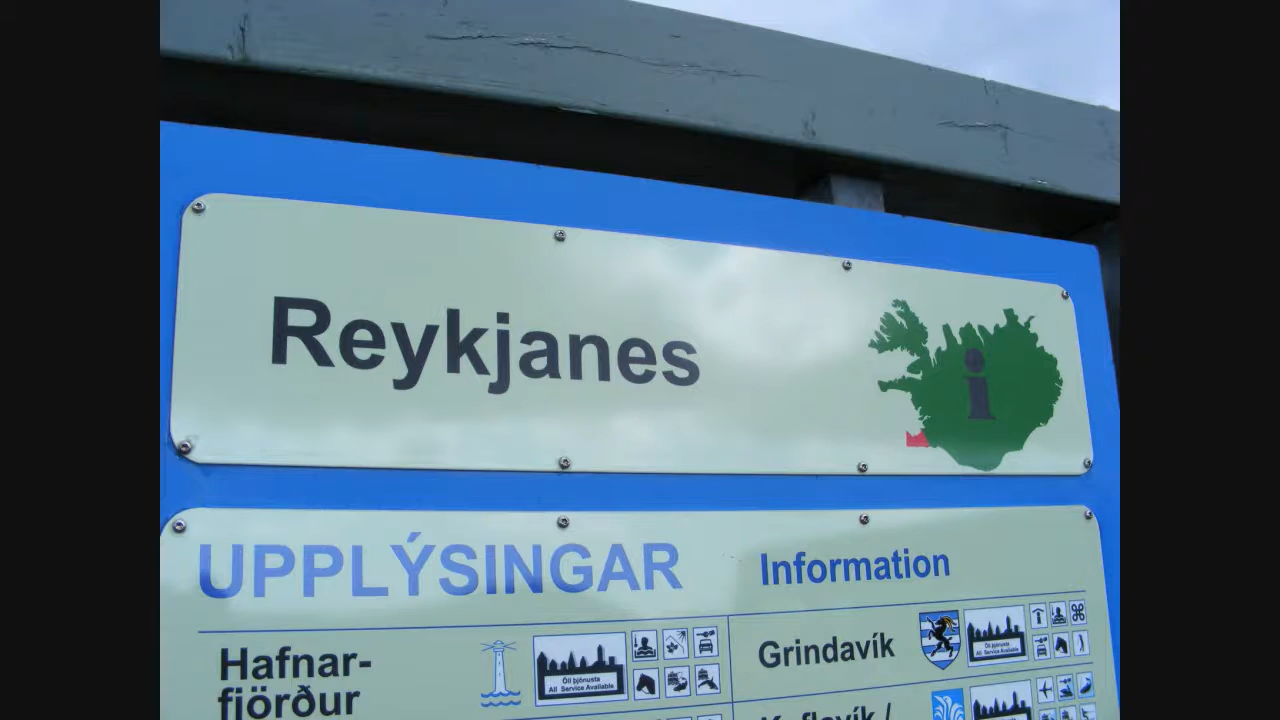 Reykjanes
i
UPPLÝSINGAR
Information
Hafnar-
fjörður
Öll þjónusta
All Service Available
Grindavík
Öll þjónusta
All Service Available